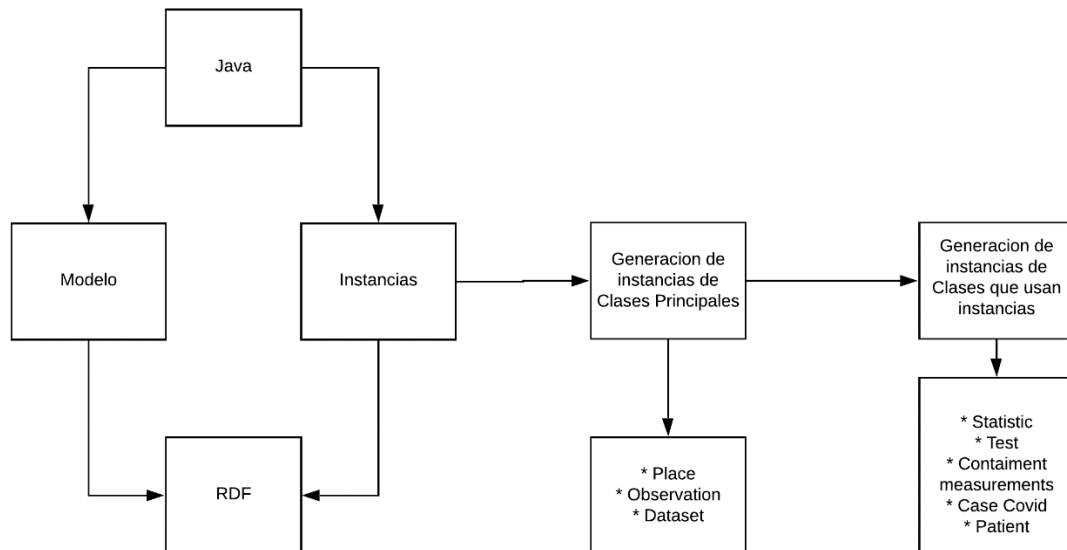 Java
Modelo
Instancias
Generacion de
instancias de
Clases Principales
Generacion de
instancias de
Clases que usan
instancias
RDF
* Place
* Observation
* Dataset
* Statistic
* Test
* Contaiment
measurements
* Case Covid
* Patient